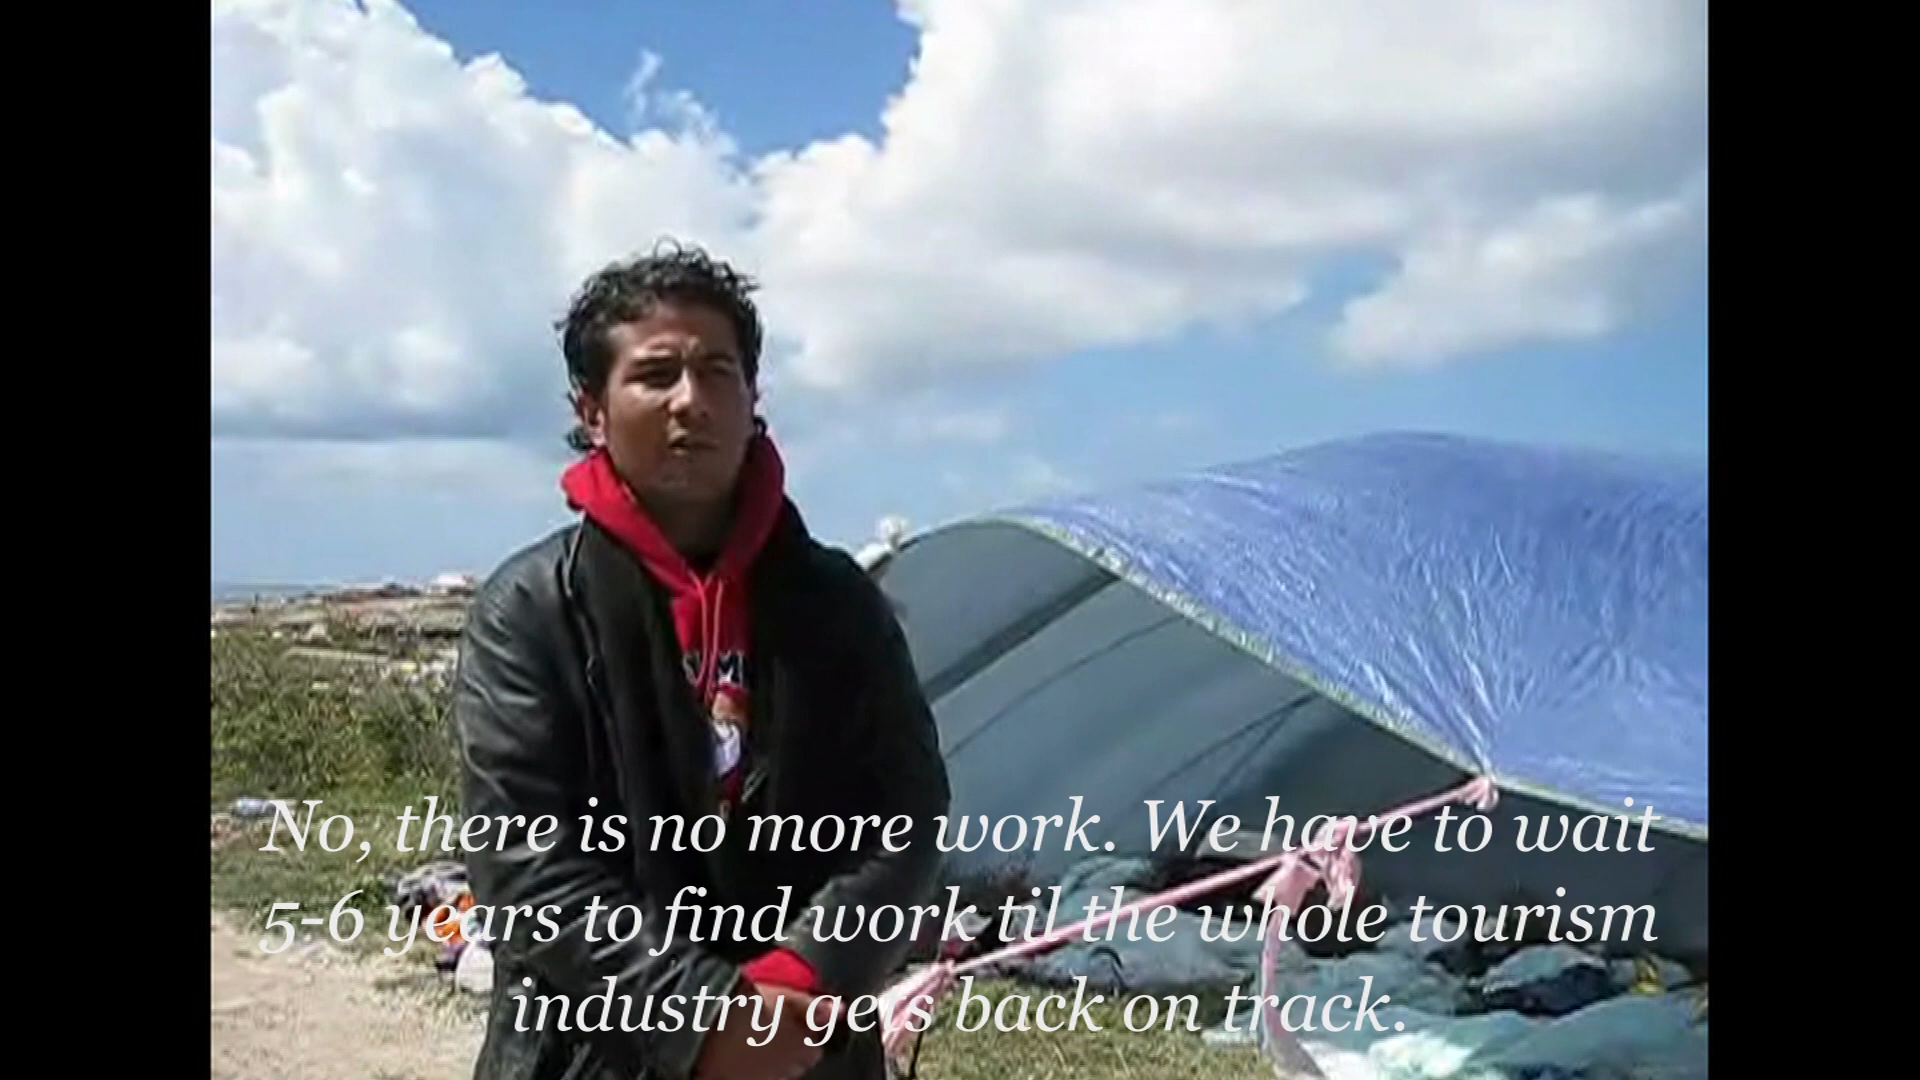 No, there is no more work. We have to wait
5-6 years to find work til the whole tourism
industry gets back on track.